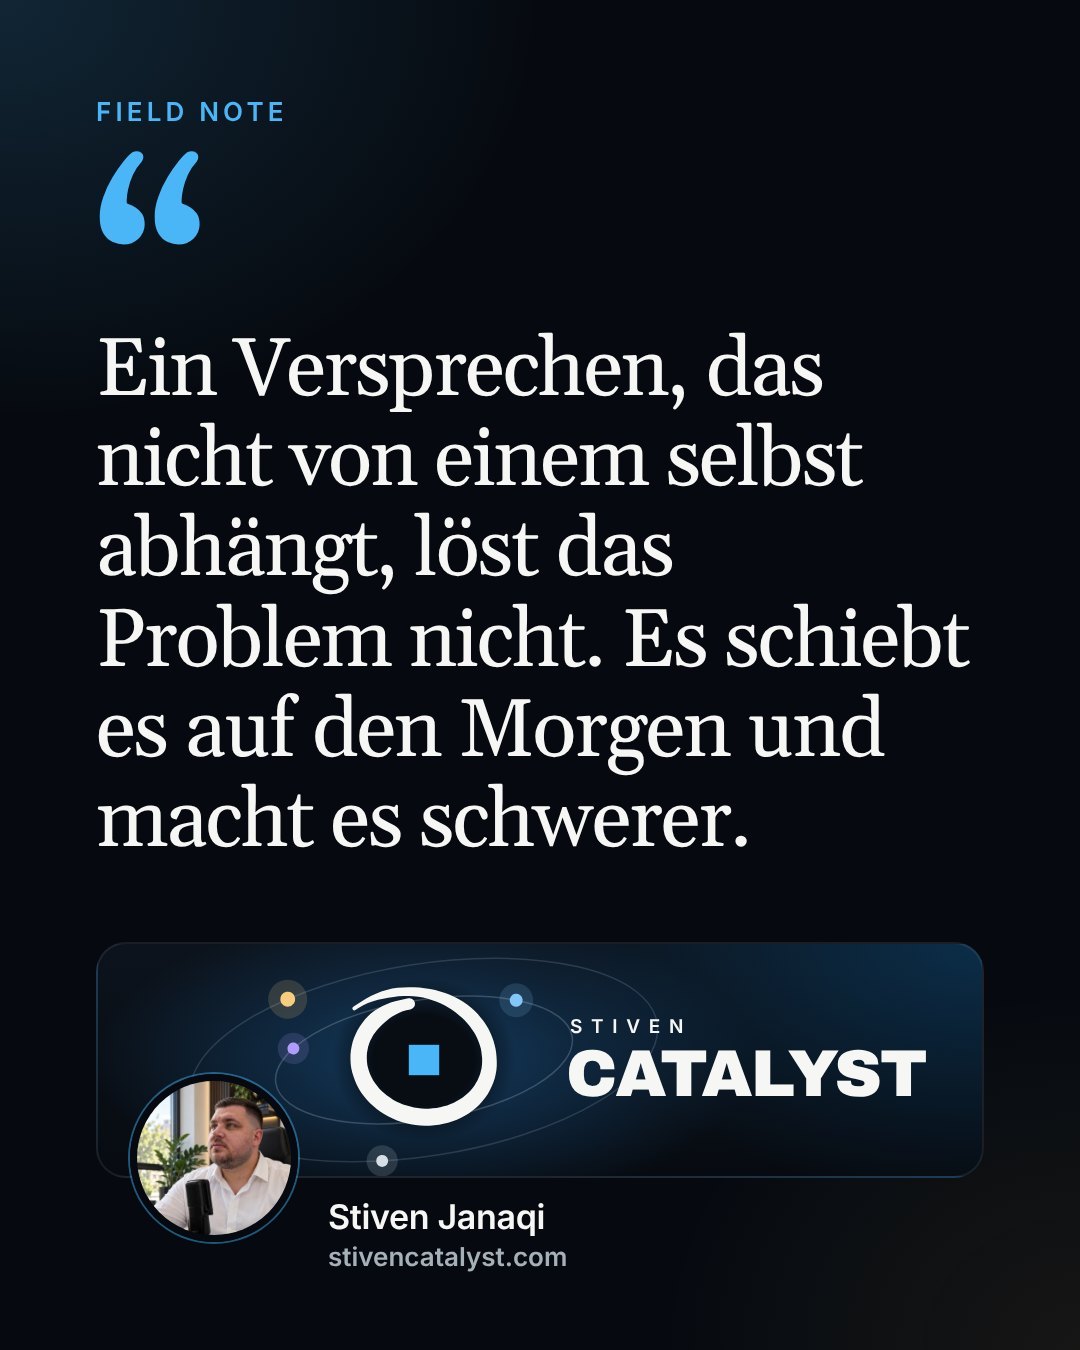 FIELD NOTE
“
Ein Versprechen, das
nicht von einem selbst
abhängt, löst das
Problem nicht. Es schiebt
es auf den Morgen und
macht es schwerer.
STIVEN
CATALYST
Stiven Janaqi
stivencatalyst.com